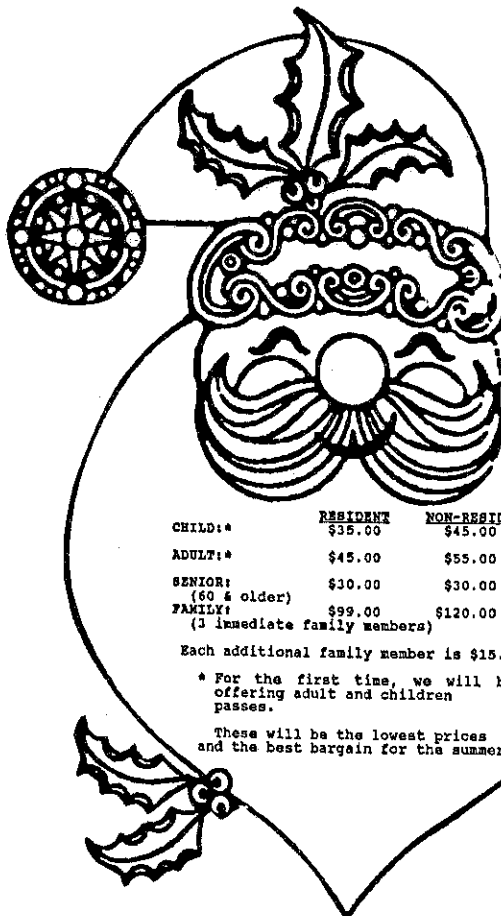 RESIDENT NON-RESID
CHILD:* $35.00 $45.00
ADULT:* $45.00 $55.00
SENIOR: $30.00 $30.00
(60 & older)
FAMILY: $99.00 $120.00
(3 immediate family members)
Each additional family member is $15.
* For the first time, we will b
offering adult and children
passes.
These will be the lowest prices
and the best bargain for the summer